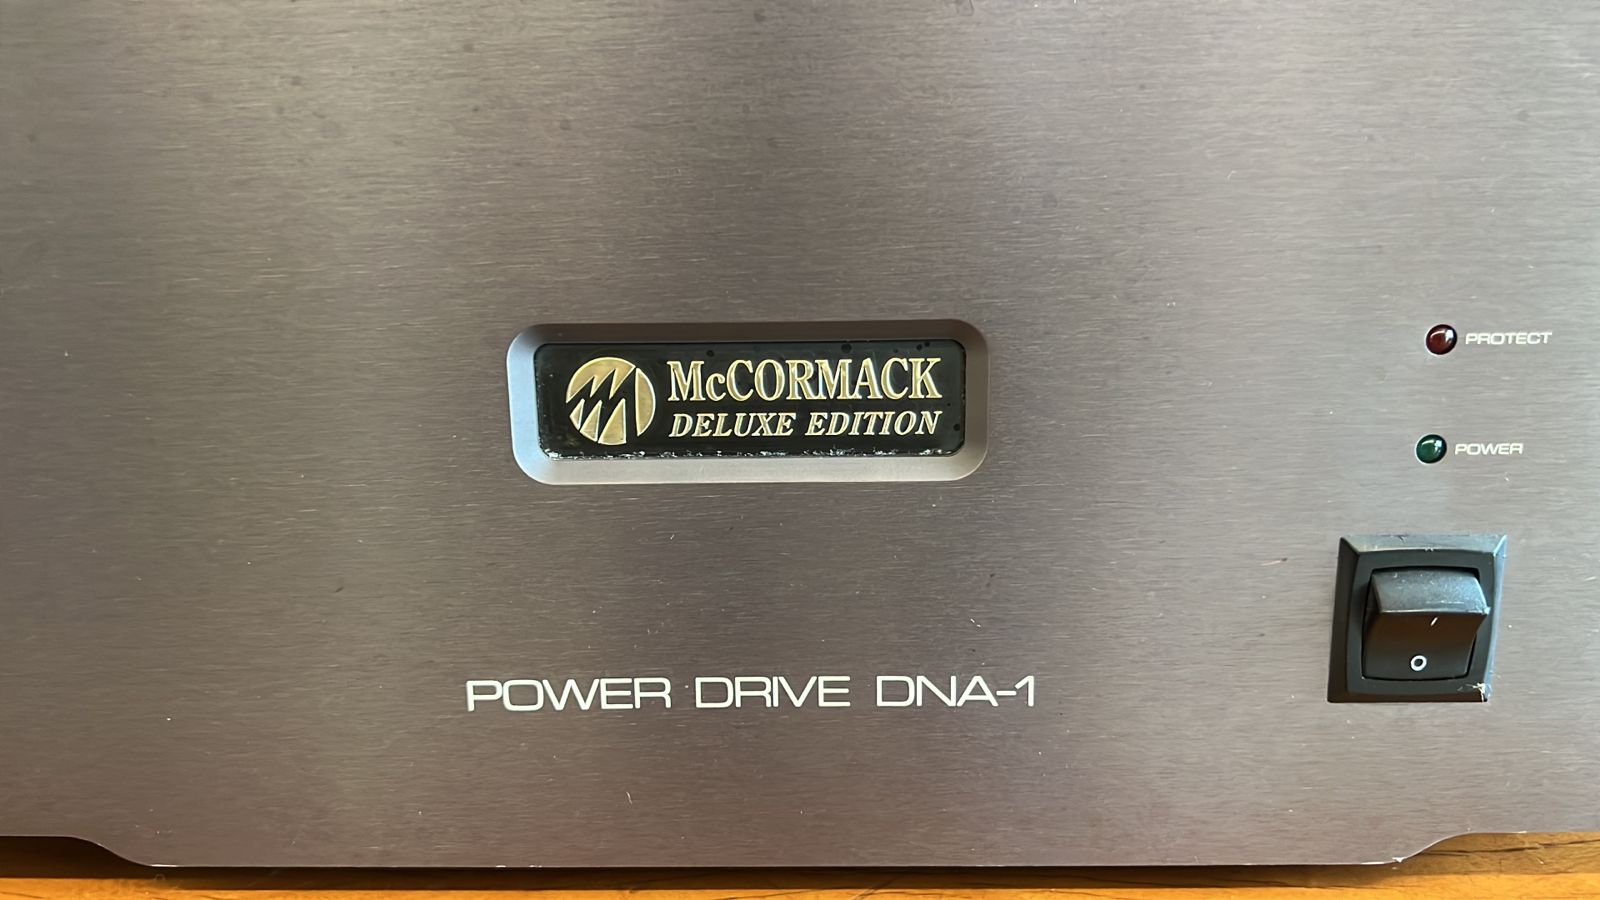 McCORMACK
DELUXE EDITION
PROTECT
POWER
POWER DRIVE DNA-1